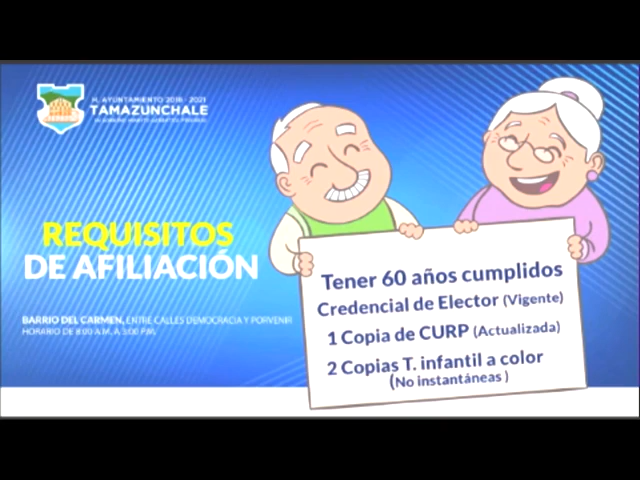 H. AYUNTAMIENTO 2018 - 2021
TAMAZUNCHALE
REQUISITOS
DE AFILIACIÓN
BARRIO DEL CARMEN, ENTRE CALLES DEMOCRACIA Y PORVENIR
HORARIO DE 8:00 A.M. A 3:00 P.M.
Tener 60 años cumplidos
Credencial de Elector (Vigente)
1 Copia de CURP (Actualizada)
2 Copias T. infantil a color
(No instantáneas )